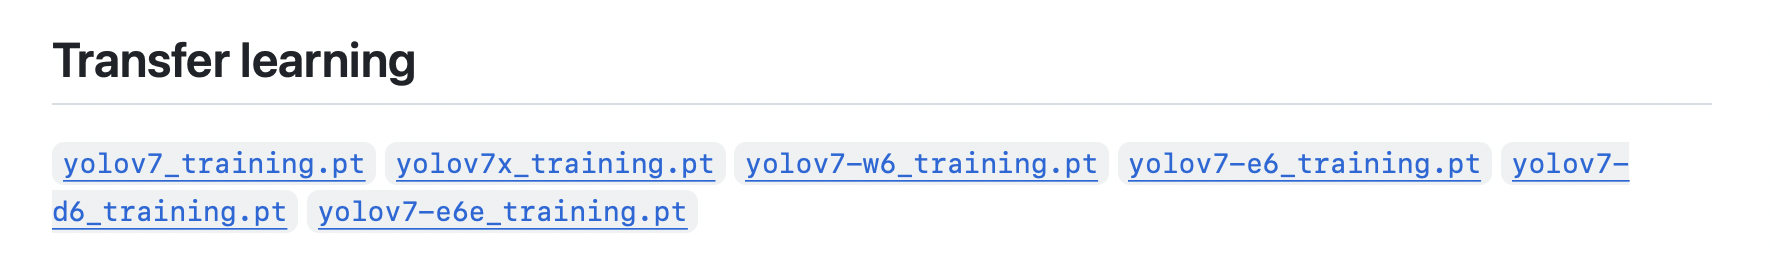 Transfer learning
yolov7_training.pt yolov7x_training.pt yolov7-w6_training.pt yolov7-e6_training.pt yolov7-
d6_training.pt yolov7-e6e_training.pt